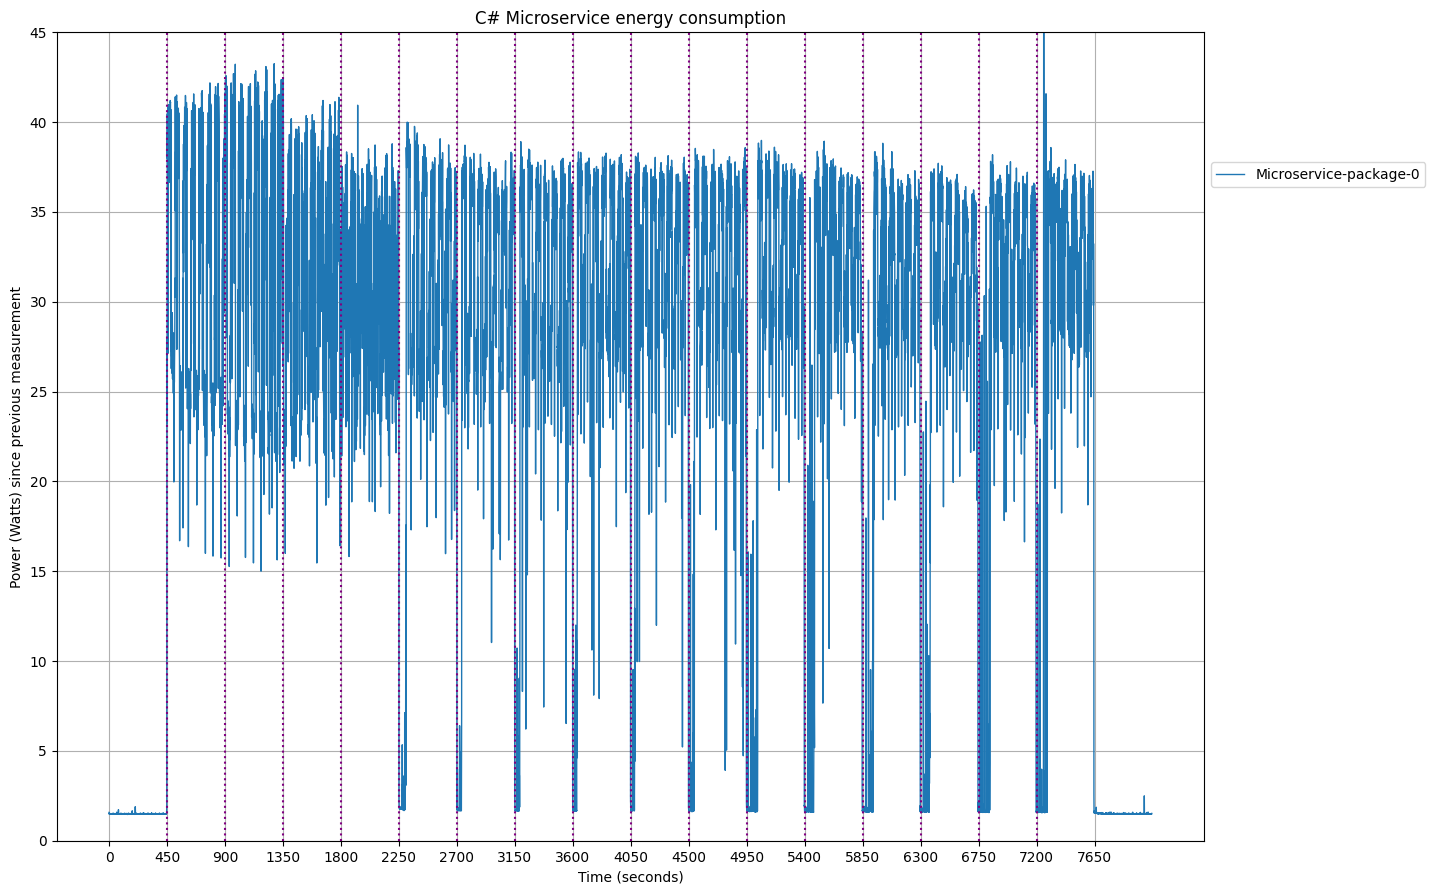 C# Microservice energy consumption
Power (Watts) since previous measurement
45
40
35
30
25
20
15
10
5
0
0 450 900 1350 1800 2250 2700 3150 3600 4050 4500 4950 5400 5850 6300 6750 7200 7650
Time (seconds)
Microservice-package-0